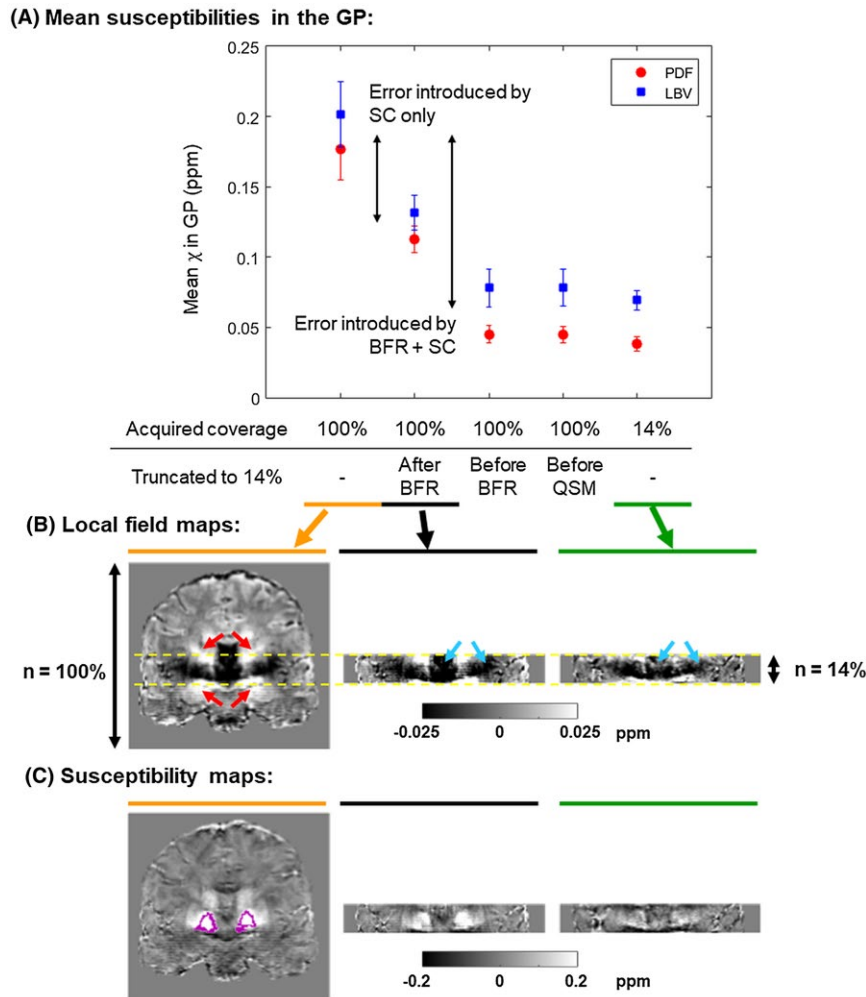 (A) Mean susceptibilities in the GP:
0.25
0.2
0.15
0.1
0.05
0
Mean χ in GP (ppm)
PDF
LBV
Error introduced by
SC only
Error introduced by
BFR + SC
Acquired coverage 100% 100% 100% 100% 14%
Truncated to 14% - After Before Before -
BFR BFR QSM
(B) Local field maps:
n = 100%
n = 14%
-0.025 0 0.025 ppm
(C) Susceptibility maps:
-0.2 0 0.2 ppm